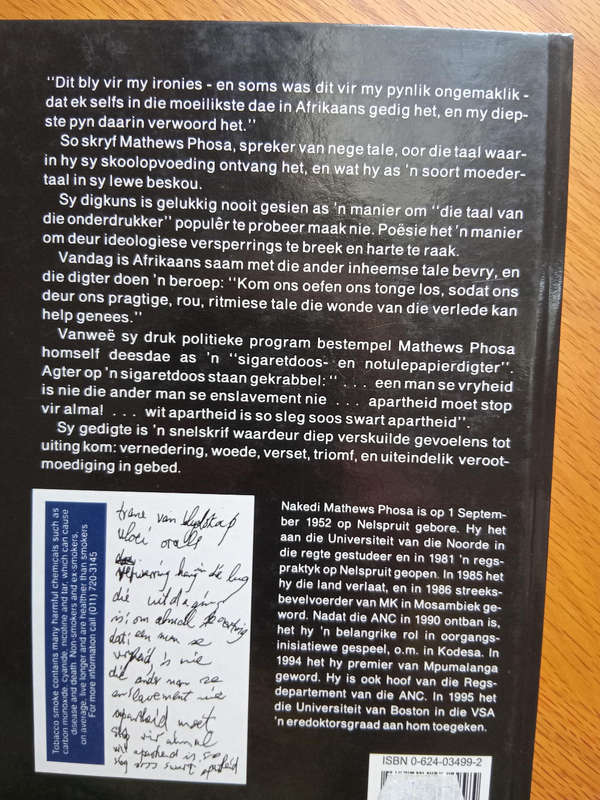 "Dit bly vir my ironies - en soms was dit vir my pynlik ongemaklik -
dat ek selfs in die moeilikste dae in Afrikaans gedig het, en my diep-
ste pyn daarin verwoord het."
So skryf Mathews Phosa, spreker van nege tale, oor die taal waar-
in hy sy skoolopvoeding ontvang het, en wat hy as 'n soort moeder-
taal in sy lewe beskou.
Sy digkuns is gelukkig nooit gesien as 'n manier om "die taal van
die onderdrukker" populêr te probeer maak nie. Poësie het 'n manier
om deur ideologiese versperrings te breek en harte te raak.
Vandag is Afrikaans saam met die ander inheemse tale bevry, en
die digter doen 'n beroep: "Kom ons oefen ons tonge los, sodat ons
deur ons pragtige, rou, ritmiese tale die wonde van die verlede kan
help genees."
Vanweë sy druk politieke program bestempel Mathews Phosa
homself deesdae as 'n "sigaretdoos- en notulepapierdigter".
Agter op 'n sigaretdoos staan gekrabbel: " . . . een man se vryheid
is nie die ander man se enslavement nie . . . apartheid moet stop
vir alma! . . . wit apartheid is so sleg soos swart apartheid".
Sy gedigte is 'n snelskrif waardeur diep verskuilde gevoelens tot
uiting kom: vernedering, woede, verset, triomf, en uiteindelik veroot-
moediging in gebed.
Tobacco smoke contains many harmful chemicals such as
carbon monoxide, cyanide, nicotine and tar, which can cause
disease and death. Non-smokers and ex-smokers,
on average, live longer and are healthier than smokers
For more information call (011) 720-3145
trane van blydskap
vloei orals
verwarring hang die lug
die uitdaging
is: om almal te
dat een man se
vryheid is nie
die ander man se
enslavement nie
apartheid moet
stop vir almal
wit apartheid is so
sleg soos swart apartheid
Nakedi Mathews Phosa is op 1 Septem-
ber 1952 op Nelspruit gebore. Hy het
aan die Universiteit van die Noorde in
die regte gestudeer en in 1981 'n regs-
praktyk op Nelspruit geopen. In 1985 het
hy die land verlaat, en in 1986 streeks-
bevelvoerder van MK in Mosambiek ge-
word. Nadat die ANC in 1990 ontban is,
het hy 'n belangrike rol in oorgangs-
inisiatiewe gespeel, o.m. in Kodesa. In
1994 het hy premier van Mpumalanga
geword. Hy is ook hoof van die Regs-
departement van die ANC. In 1995 het
die Universiteit van Boston in die VSA
'n eredoktorsgraad aan hom toegeken.
ISBN 0-624-03499-2